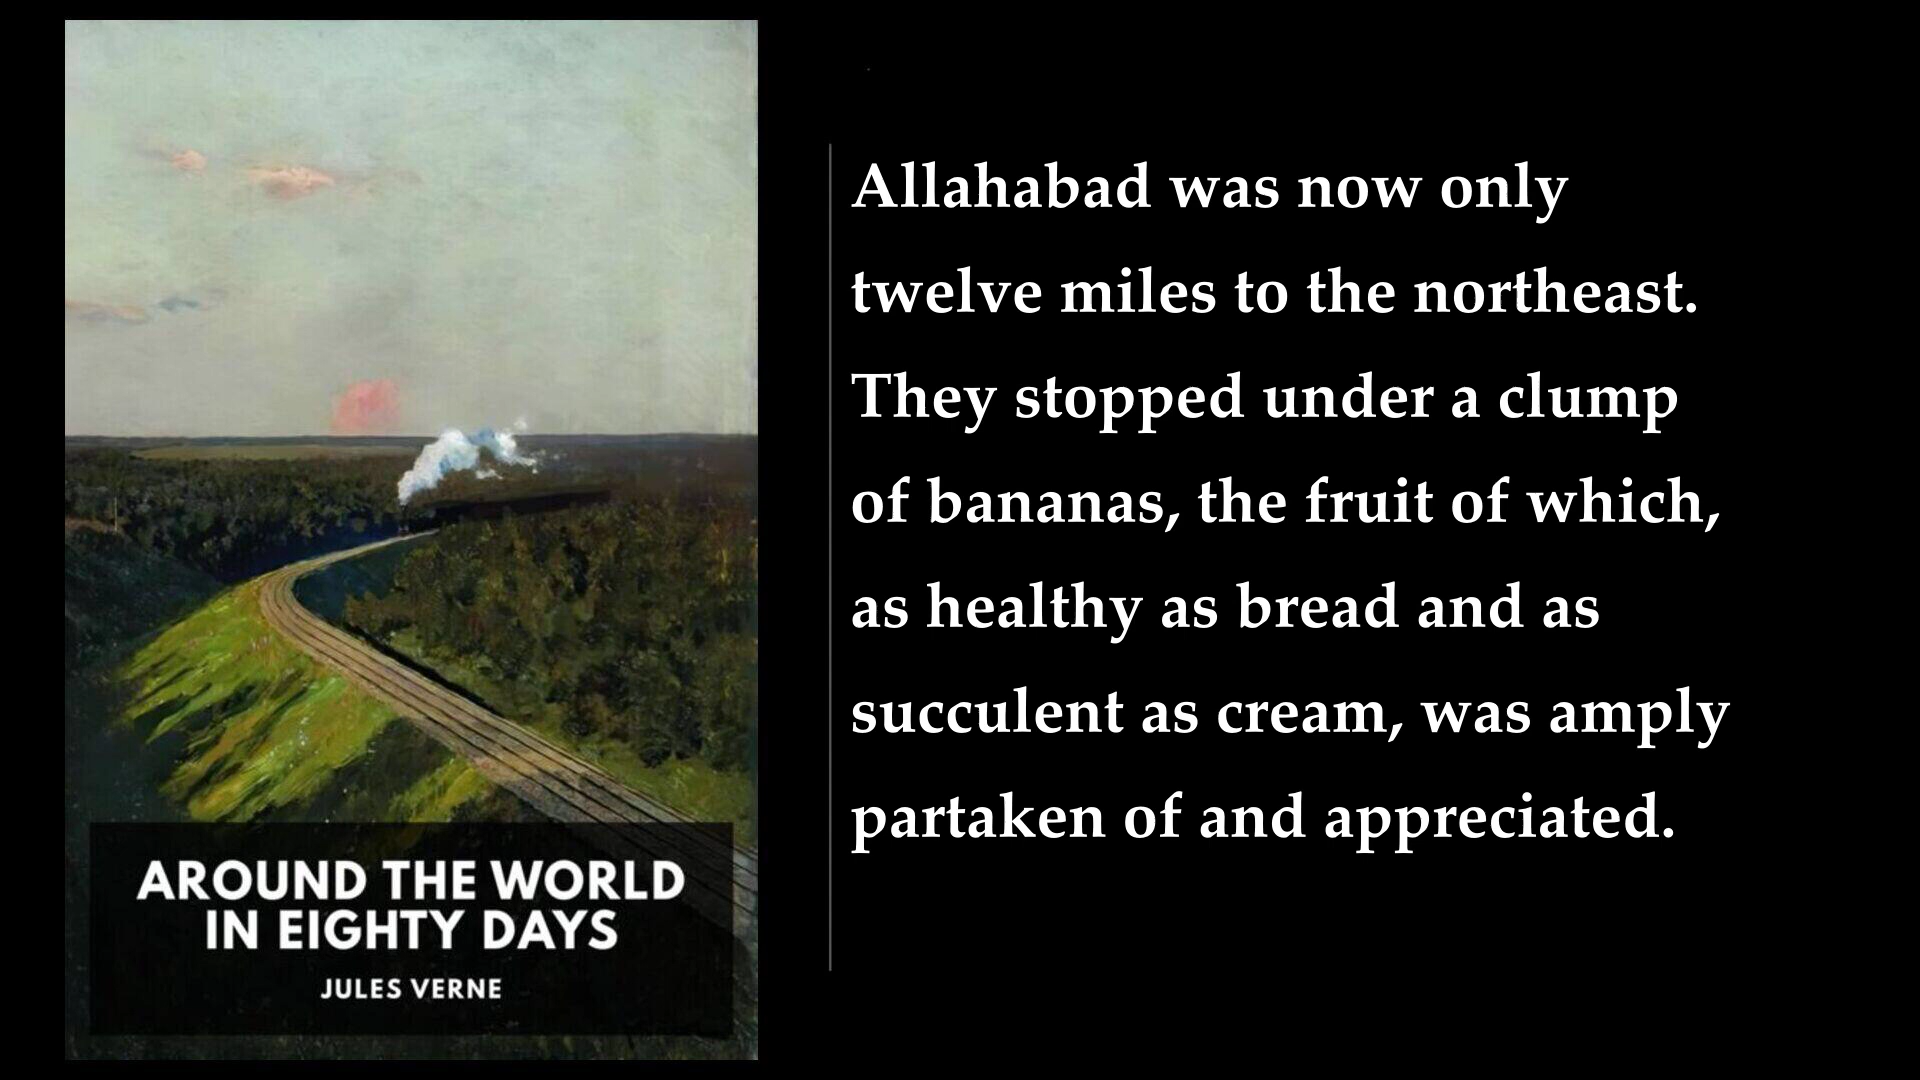 AROUND THE WORLD
IN EIGHTY DAYS
JULES VERNE
Allahabad was now only
twelve miles to the northeast.
They stopped under a clump
of bananas, the fruit of which,
as healthy as bread and as
succulent as cream, was amply
partaken of and appreciated.